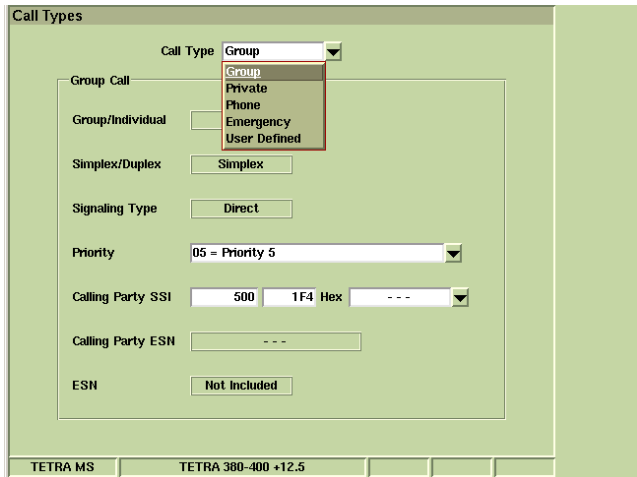 Call Types
Call Type Group
Group
Private
Phone
Emergency
User Defined
Group Call
Group/Individual
Simplex/Duplex Simplex
Signaling Type Direct
Priority 05 = Priority 5
Calling Party SSI 500 1F4 Hex - - -
Calling Party ESN - - -
ESN Not Included
TETRA MS TETRA 380-400 +12.5